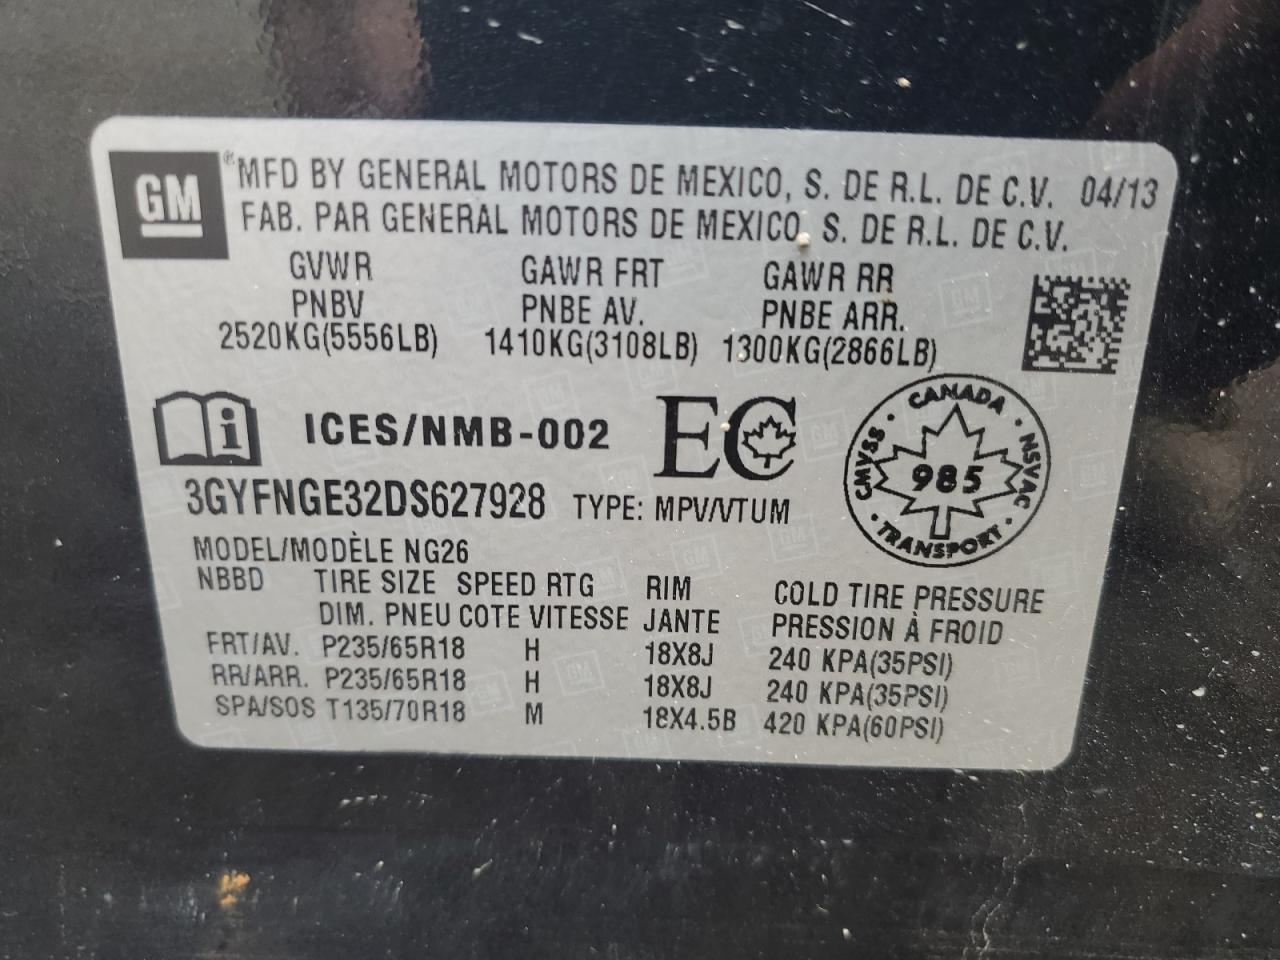 GM ® MFD BY GENERAL MOTORS DE MEXICO, S. DE R.L. DE C.V. 04/13
FAB. PAR GENERAL MOTORS DE MEXICO, S. DE R.L. DE C.V.
GVWR GAWR FRT GAWR RR
PNBV PNBE AV. PNBE ARR.
2520KG(5556LB) 1410KG(3108LB) 1300KG(2866LB)
i ICES/NMB-002 EC
CANADA
CMVSS · 985 · NSVAC
· TRANSPORT ·
3GYFNGE32DS627928 TYPE: MPV/VTUM
MODEL/MODÈLE NG26
NBBD TIRE SIZE SPEED RTG RIM COLD TIRE PRESSURE
DIM. PNEU COTE VITESSE JANTE PRESSION À FROID
FRT/AV. P235/65R18 H 18X8J 240 KPA(35PSI)
RR/ARR. P235/65R18 H 18X8J 240 KPA(35PSI)
SPA/SOS T135/70R18 M 18X4.5B 420 KPA(60PSI)